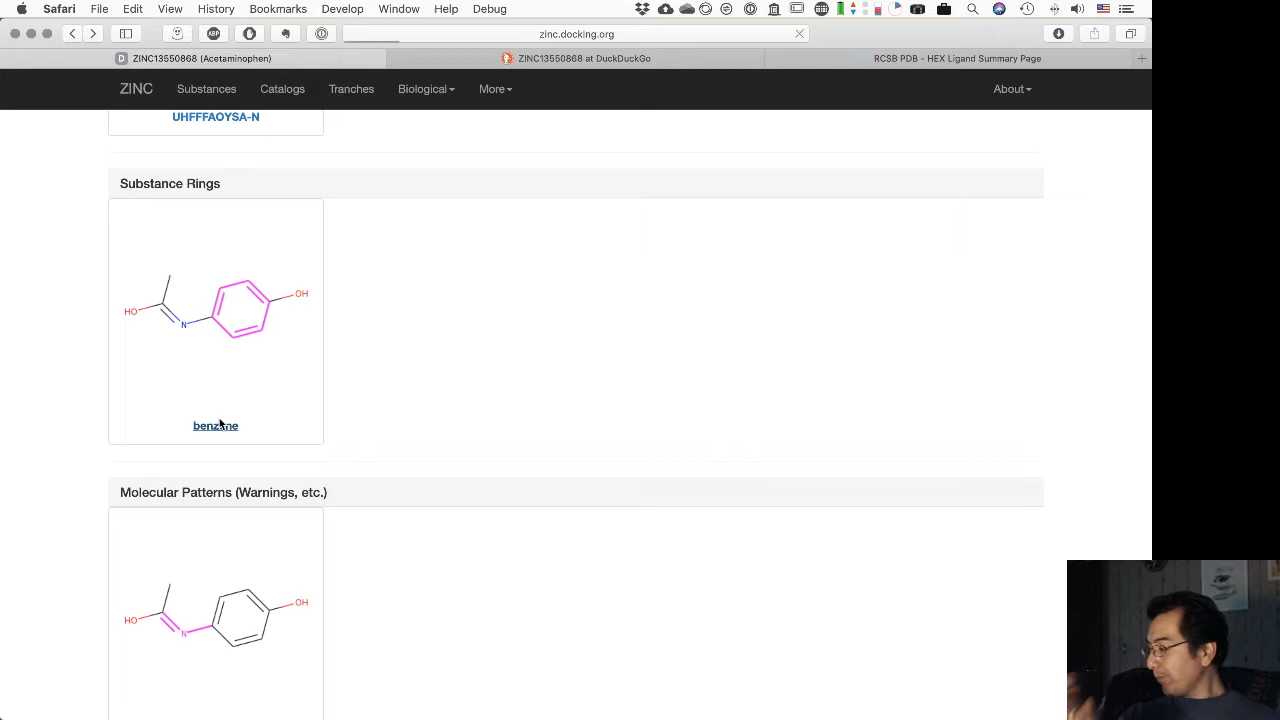 Safari File Edit View History Bookmarks Develop Window Help Debug
ABP
zinc.docking.org
D ZINC13550868 (Acetaminophen)
ZINC13550868 at DuckDuckGo
RCSB PDB - HEX Ligand Summary Page
ZINC Substances Catalogs Tranches Biological More About
UHFFFAOYSA-N
Substance Rings
OH
HO
N
benzene
Molecular Patterns (Warnings, etc.)
OH
HO
N